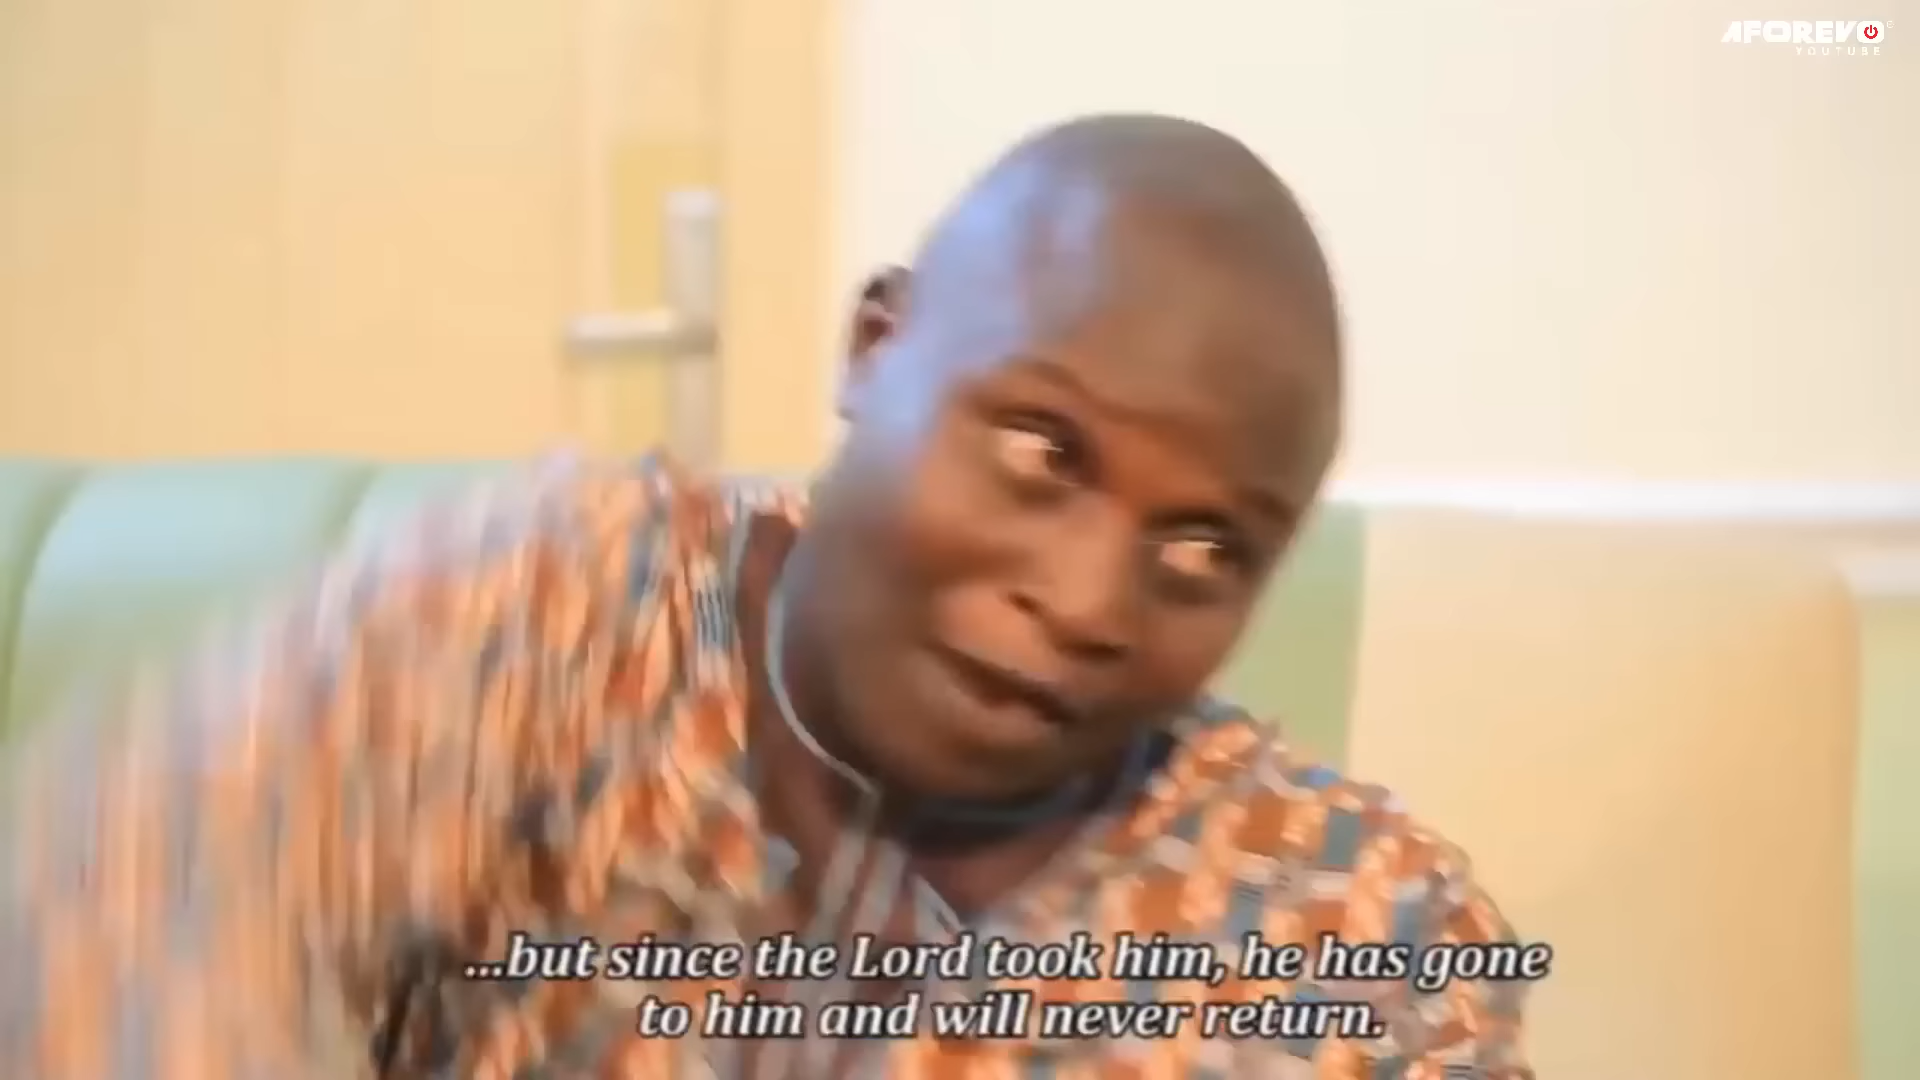 AFOREVO
YOUTUBE
...but since the Lord took him, he has gone
to him and will never return.